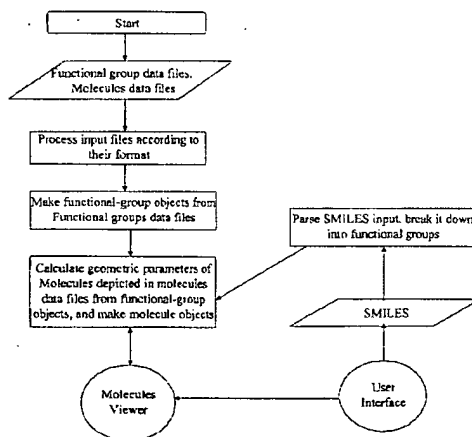 Start
Functional group data files,
Molecules data files
Process input files according to
their format
Make functional-group objects from
Functional groups data files
Parse SMILES input, break it down
into functional groups
Calculate geometric parameters of
Molecules depicted in molecules
data files from functional-group
objects, and make molecule objects
SMILES
Molecules
Viewer
User
Interface